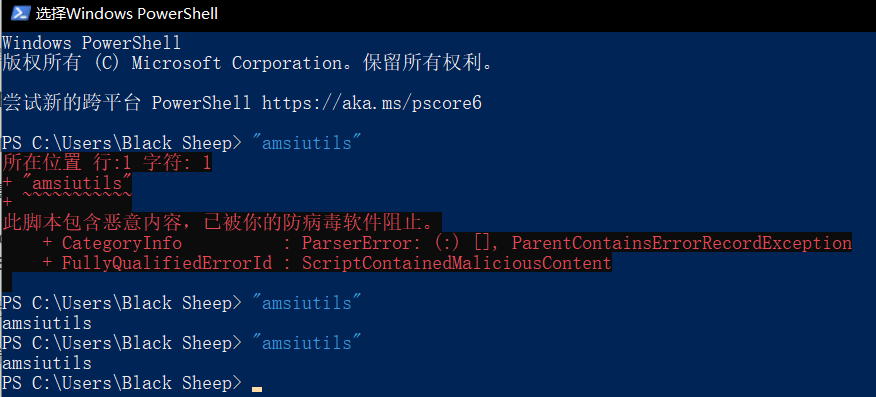 选择Windows PowerShell
Windows PowerShell
版权所有 (C) Microsoft Corporation。保留所有权利。
尝试新的跨平台 PowerShell https://aka.ms/pscore6
PS C:\Users\Black Sheep> "amsiutils"
所在位置 行:1 字符: 1
+ "amsiutils"
+ ~~~~~~~~~~~
此脚本包含恶意内容，已被你的防病毒软件阻止。
    + CategoryInfo          : ParserError: (:) [], ParentContainsErrorRecordException
    + FullyQualifiedErrorId : ScriptContainedMaliciousContent
PS C:\Users\Black Sheep> "amsiutils"
amsiutils
PS C:\Users\Black Sheep> "amsiutils"
amsiutils
PS C:\Users\Black Sheep>